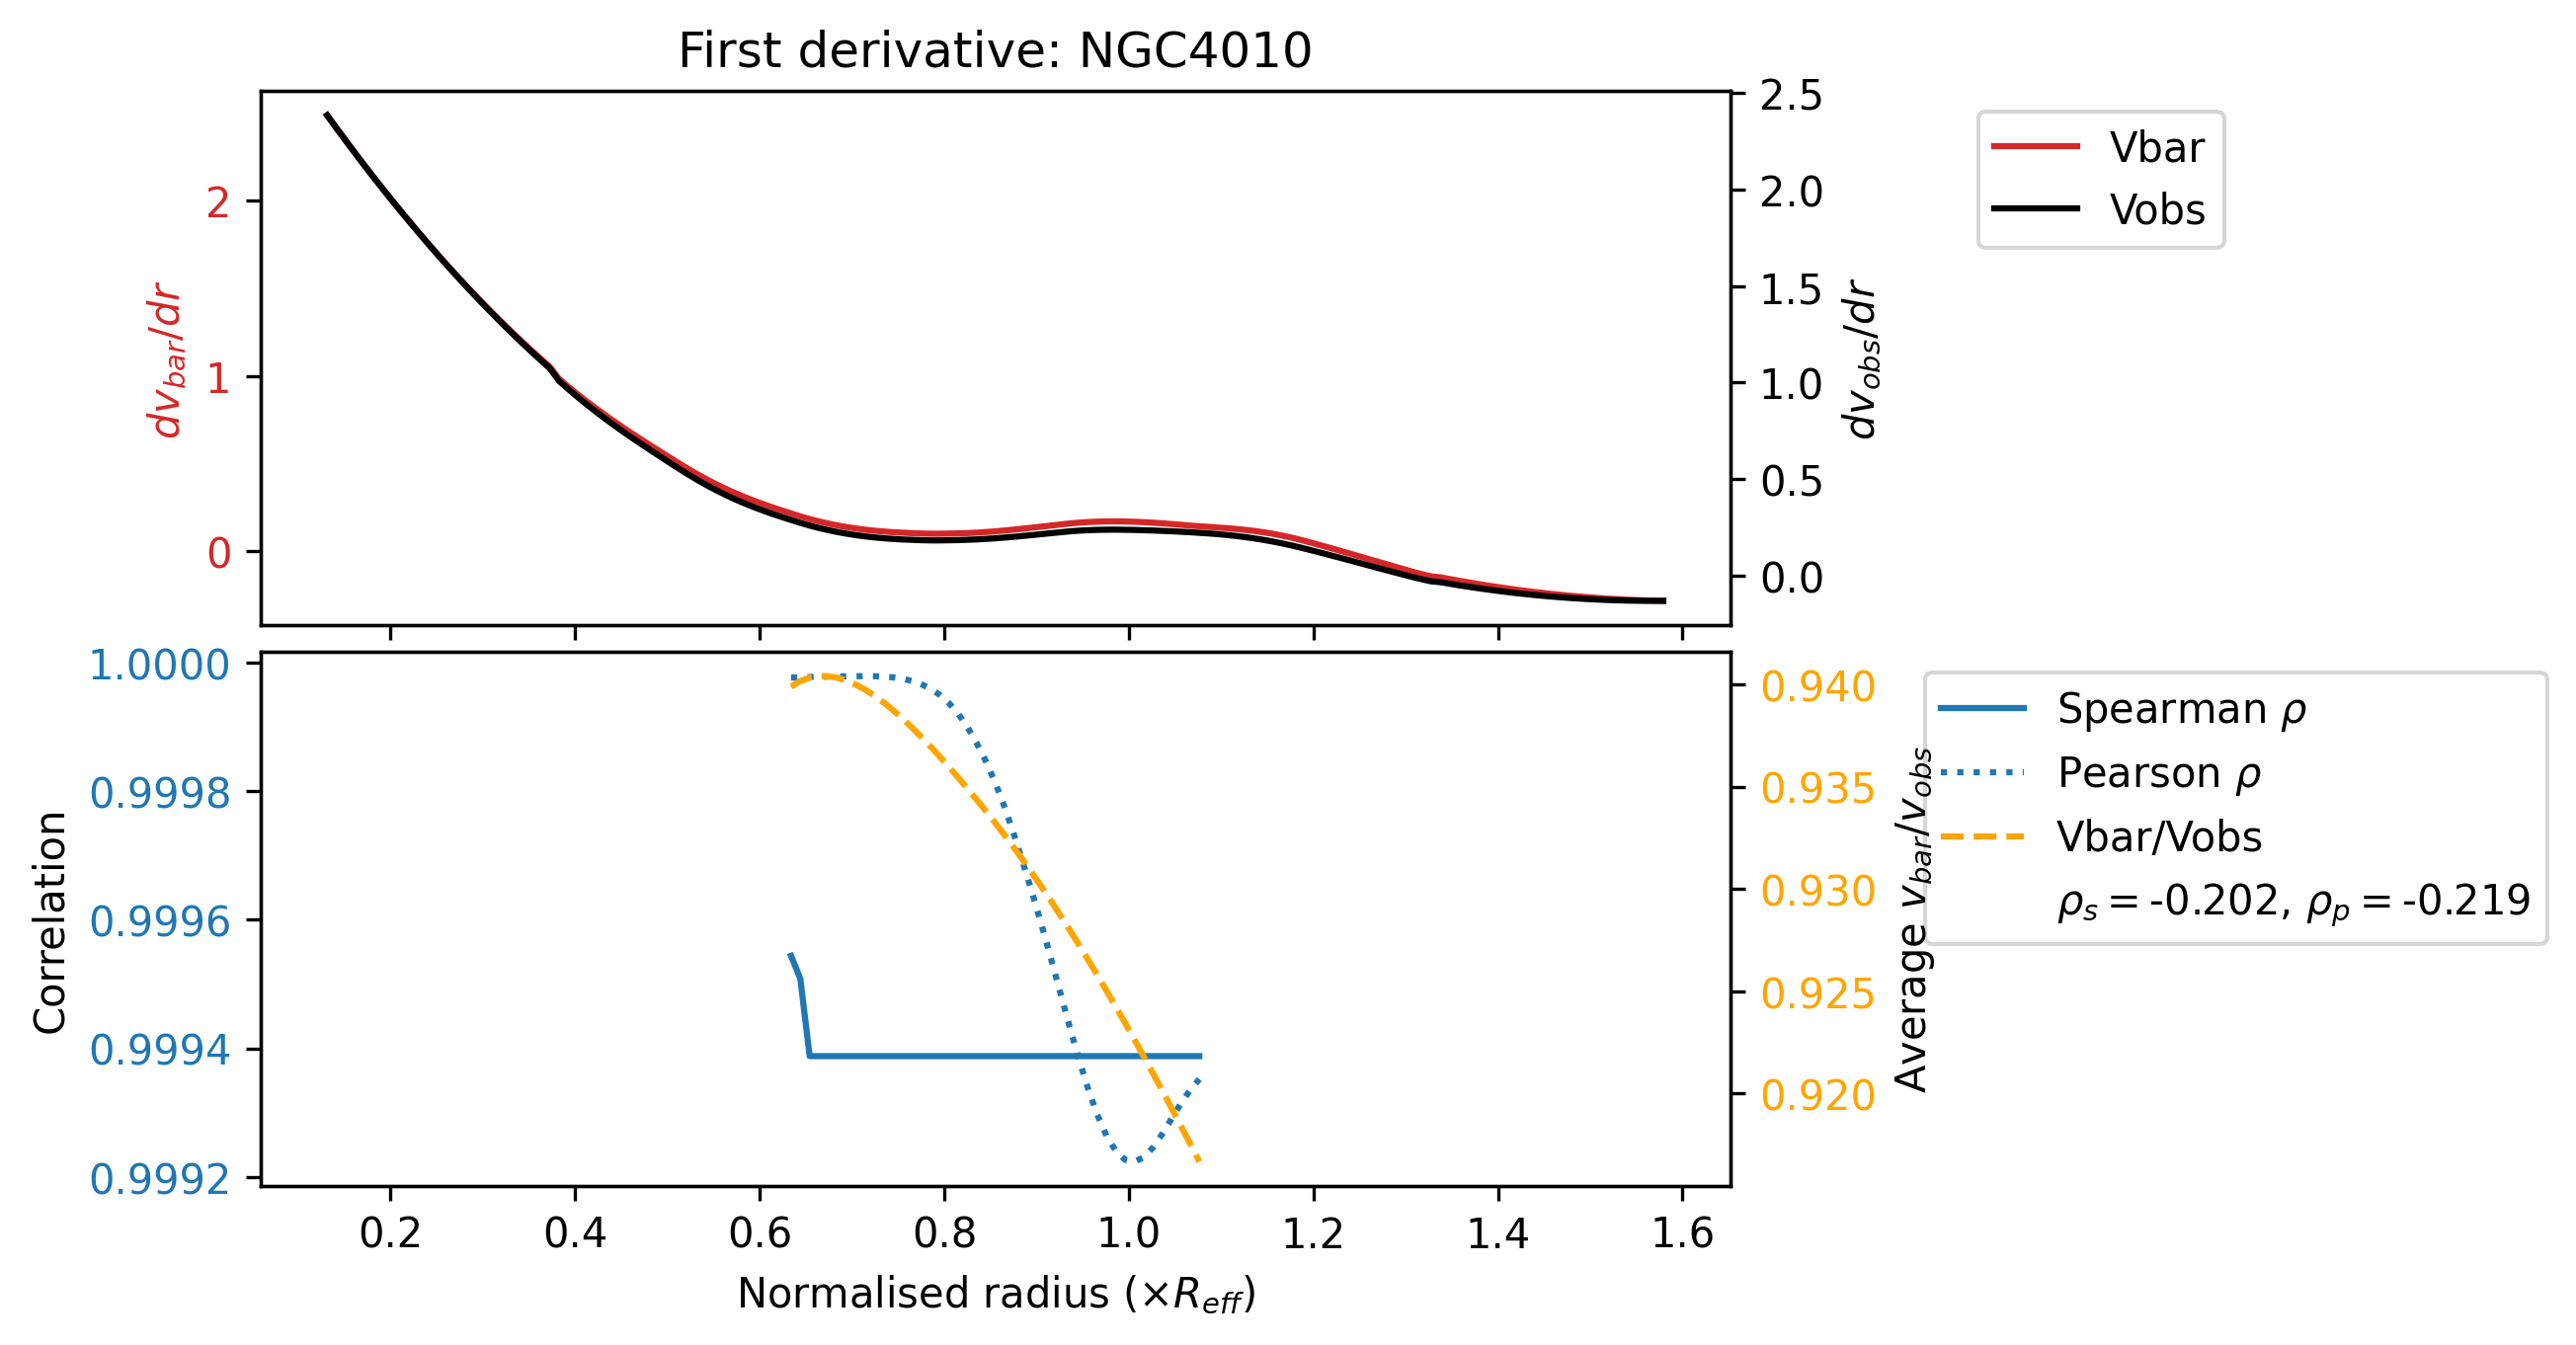 First derivative: NGC4010
2
1
0
dv_bar/dr
2.5
2.0
1.5
1.0
0.5
0.0
dv_obs/dr
Vbar
Vobs
1.0000
0.9998
0.9996
0.9994
0.9992
Correlation
0.940
0.935
0.930
0.925
0.920
Average v_bar/v_obs
Spearman ρ
Pearson ρ
Vbar/Vobs
ρ_s = -0.202, ρ_p = -0.219
0.2 0.4 0.6 0.8 1.0 1.2 1.4 1.6
Normalised radius (×R_eff)